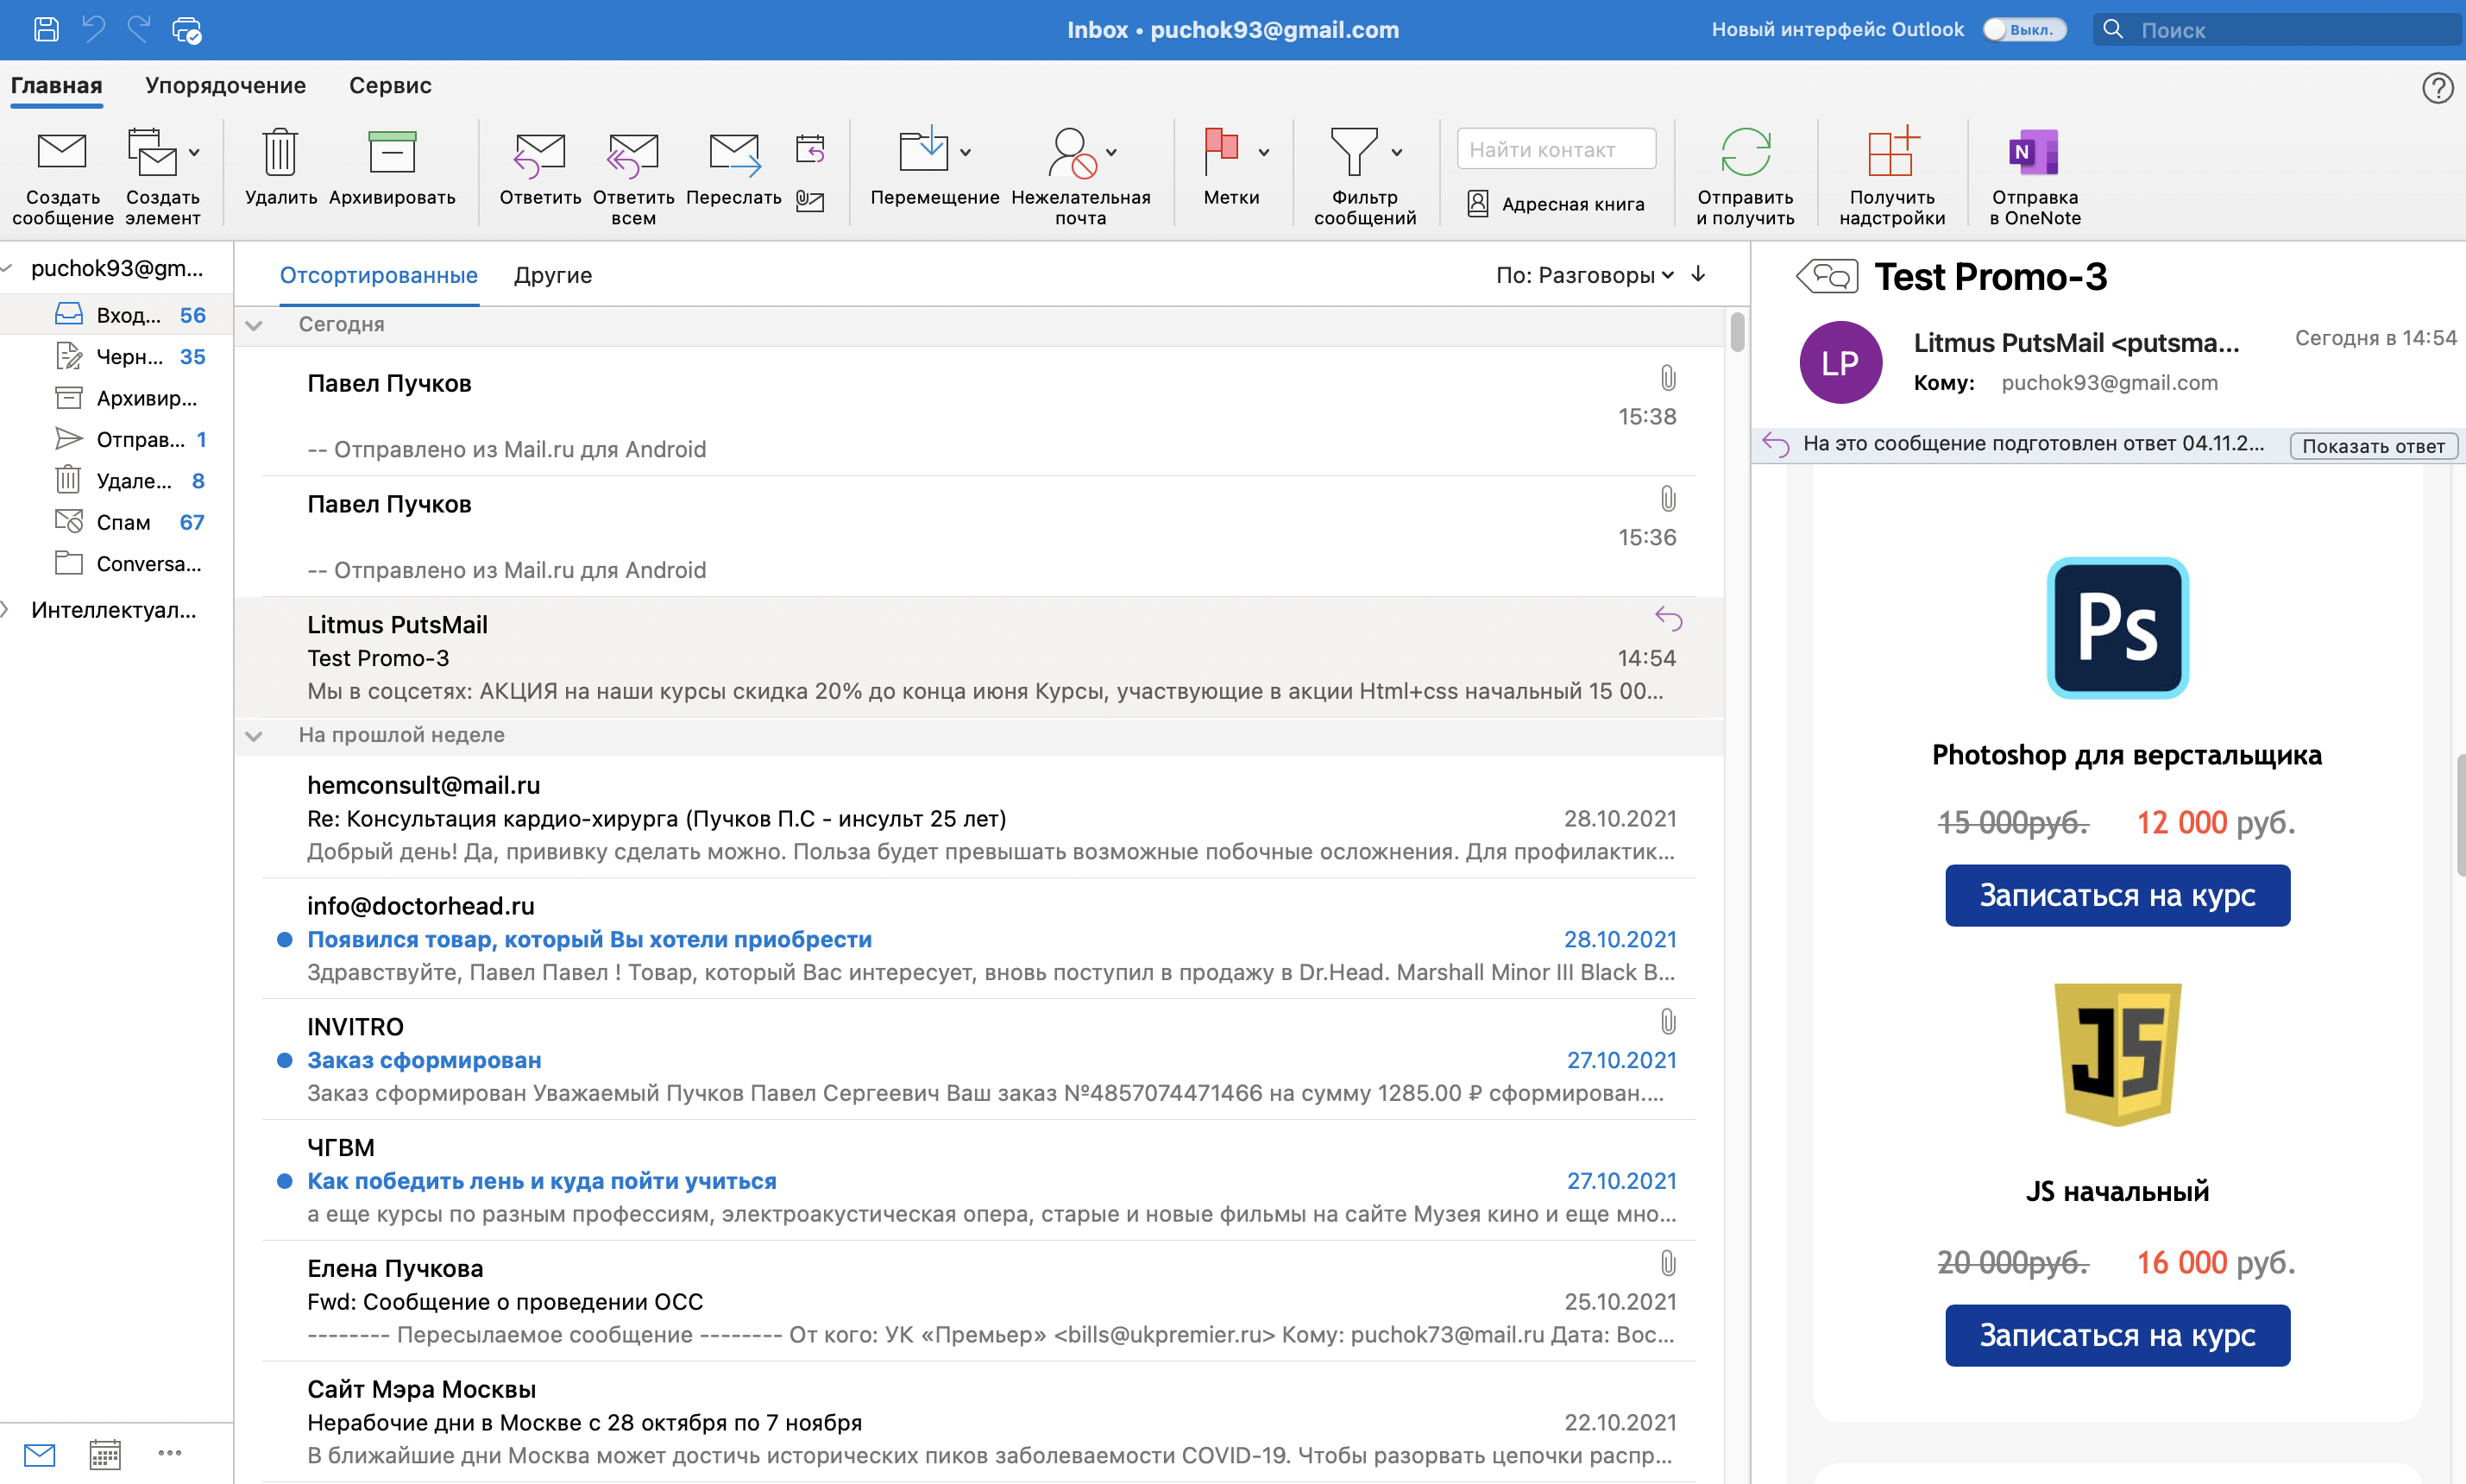 Inbox • puchok93@gmail.com
Новый интерфейс Outlook
Выкл.
Поиск
Главная
Упорядочение
Сервис
Создать сообщение
Создать элемент
Удалить
Архивировать
Ответить
Ответить всем
Переслать
Перемещение
Нежелательная почта
Метки
Фильтр сообщений
Найти контакт
Адресная книга
Отправить и получить
Получить надстройки
N
Отправка в OneNote
puchok93@gm...
Вход... 56
Черн... 35
Архивир...
Отправ... 1
Удале... 8
Спам 67
Conversa...
Интеллектуал...
Отсортированные
Другие
По: Разговоры
Сегодня
Павел Пучков
15:38
-- Отправлено из Mail.ru для Android
Павел Пучков
15:36
-- Отправлено из Mail.ru для Android
Litmus PutsMail
Test Promo-3 14:54
Мы в соцсетях: АКЦИЯ на наши курсы скидка 20% до конца июня Курсы, участвующие в акции Html+css начальный 15 00...
На прошлой неделе
hemconsult@mail.ru
Re: Консультация кардио-хирурга (Пучков П.С - инсульт 25 лет) 28.10.2021
Добрый день! Да, прививку сделать можно. Польза будет превышать возможные побочные осложнения. Для профилактик...
info@doctorhead.ru
Появился товар, который Вы хотели приобрести 28.10.2021
Здравствуйте, Павел Павел ! Товар, который Вас интересует, вновь поступил в продажу в Dr.Head. Marshall Minor III Black B...
INVITRO
Заказ сформирован 27.10.2021
Заказ сформирован Уважаемый Пучков Павел Сергеевич Ваш заказ №4857074471466 на сумму 1285.00 ₽ сформирован....
ЧГВМ
Как победить лень и куда пойти учиться 27.10.2021
а еще курсы по разным профессиям, электроакустическая опера, старые и новые фильмы на сайте Музея кино и еще мно...
Елена Пучкова
Fwd: Сообщение о проведении ОСС 25.10.2021
-------- Пересылаемое сообщение -------- От кого: УК «Премьер» <bills@ukpremier.ru> Кому: puchok73@mail.ru Дата: Вос...
Сайт Мэра Москвы
Нерабочие дни в Москве с 28 октября по 7 ноября 22.10.2021
В ближайшие дни Москва может достичь исторических пиков заболеваемости COVID-19. Чтобы разорвать цепочки распр...
Test Promo-3
LP
Litmus PutsMail <putsma...
Сегодня в 14:54
Кому: puchok93@gmail.com
На это сообщение подготовлен ответ 04.11.2...
Показать ответ
Ps
Photoshop для верстальщика
15 000руб. 12 000 руб.
Записаться на курс
JS
JS начальный
20 000руб. 16 000 руб.
Записаться на курс